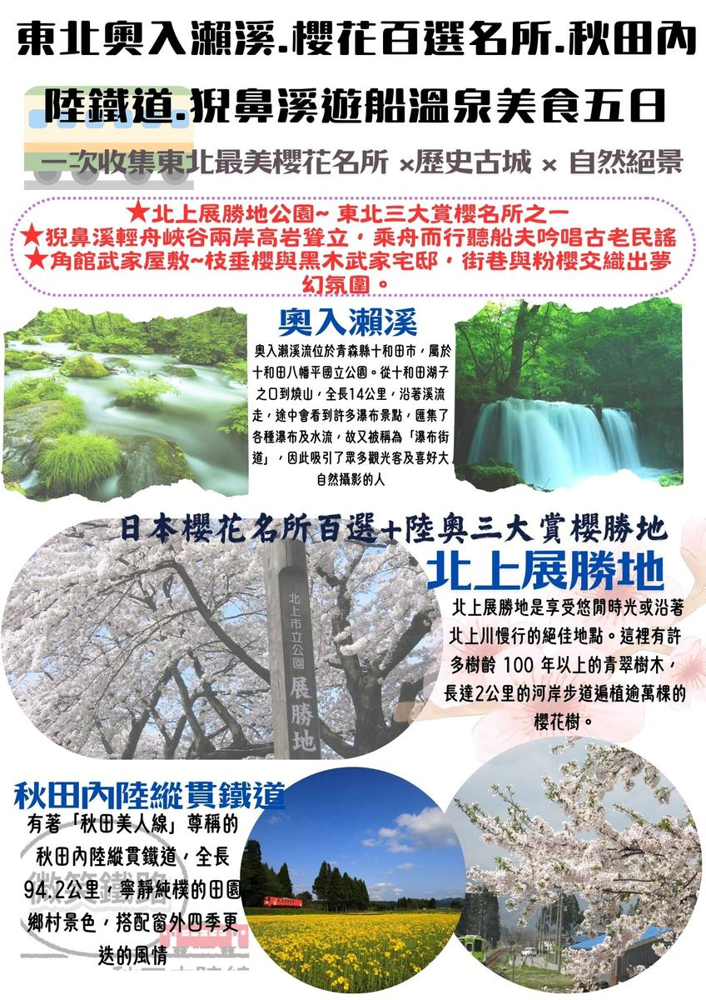 東北奧入瀨溪.櫻花百選名所.秋田內
陸鐵道.猊鼻溪遊船溫泉美食五日
一次收集東北最美櫻花名所 ×歷史古城 × 自然絕景
★北上展勝地公園~ 東北三大賞櫻名所之一
★猊鼻溪輕舟峽谷兩岸高岩聳立，乘舟而行聽船夫吟唱古老民謠
★角館武家屋敷~枝垂櫻與黑木武家宅邸，街巷與粉櫻交織出夢
幻氛圍。
奧入瀨溪
奧入瀨溪流位於青森縣十和田市，屬於
十和田八幡平國立公園。從十和田湖子
之口到燒山，全長14公里，沿著溪流
走，途中會看到許多瀑布景點，匯集了
各種瀑布及水流，故又被稱為「瀑布街
道」，因此吸引了眾多觀光客及喜好大
自然攝影的人
日本櫻花名所百選+陸奧三大賞櫻勝地
北上展勝地
北上展勝地是享受悠閒時光或沿著
北上川慢行的絕佳地點。這裡有許
多樹齡 100 年以上的青翠樹木，
長達2公里的河岸步道遍植逾萬棵的
櫻花樹。
北上市立公園
展勝地
秋田內陸縱貫鐵道
有著「秋田美人線」尊稱的
秋田內陸縱貫鐵道，全長
94.2公里，寧靜純樸的田園
鄉村景色，搭配窗外四季更
迭的風情
微笑鐵路